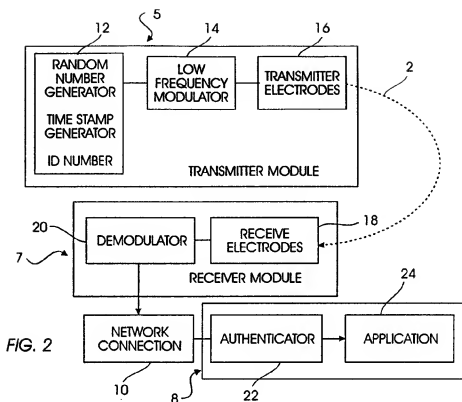 5
12
14
16
2
RANDOM
NUMBER
GENERATOR
TIME STAMP
GENERATOR
ID NUMBER
LOW
FREQUENCY
MODULATOR
TRANSMITTER
ELECTRODES
TRANSMITTER MODULE
20
18
7
DEMODULATOR
RECEIVE
ELECTRODES
RECEIVER MODULE
24
FIG. 2
NETWORK
CONNECTION
AUTHENTICATOR
APPLICATION
10
8
22